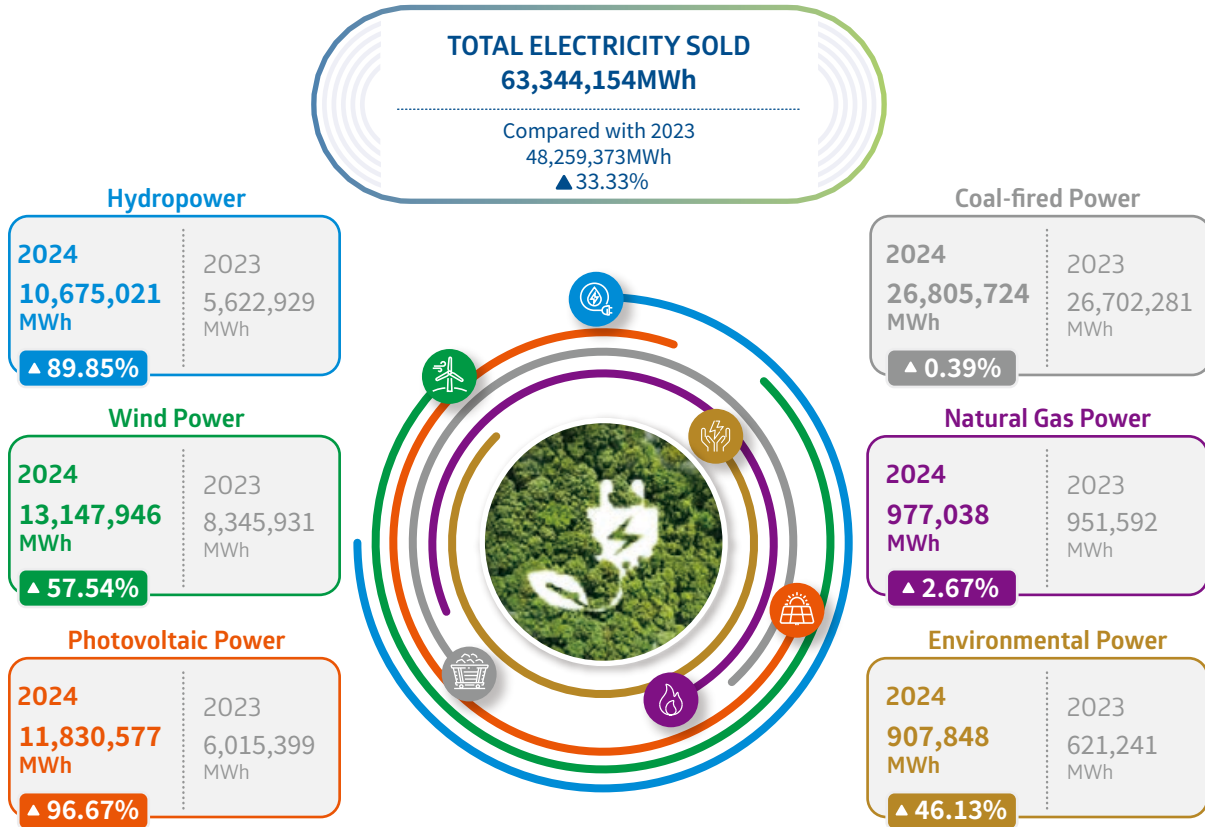 TOTAL ELECTRICITY SOLD
63,344,154MWh
Compared with 2023
48,259,373MWh
▲33.33%
Hydropower
2024
10,675,021
MWh
▲ 89.85%
2023
5,622,929
MWh
Wind Power
2024
13,147,946
MWh
▲ 57.54%
2023
8,345,931
MWh
Photovoltaic Power
2024
11,830,577
MWh
▲ 96.67%
2023
6,015,399
MWh
Coal-fired Power
2024
26,805,724
MWh
▲ 0.39%
2023
26,702,281
MWh
Natural Gas Power
2024
977,038
MWh
▲ 2.67%
2023
951,592
MWh
Environmental Power
2024
907,848
MWh
▲ 46.13%
2023
621,241
MWh